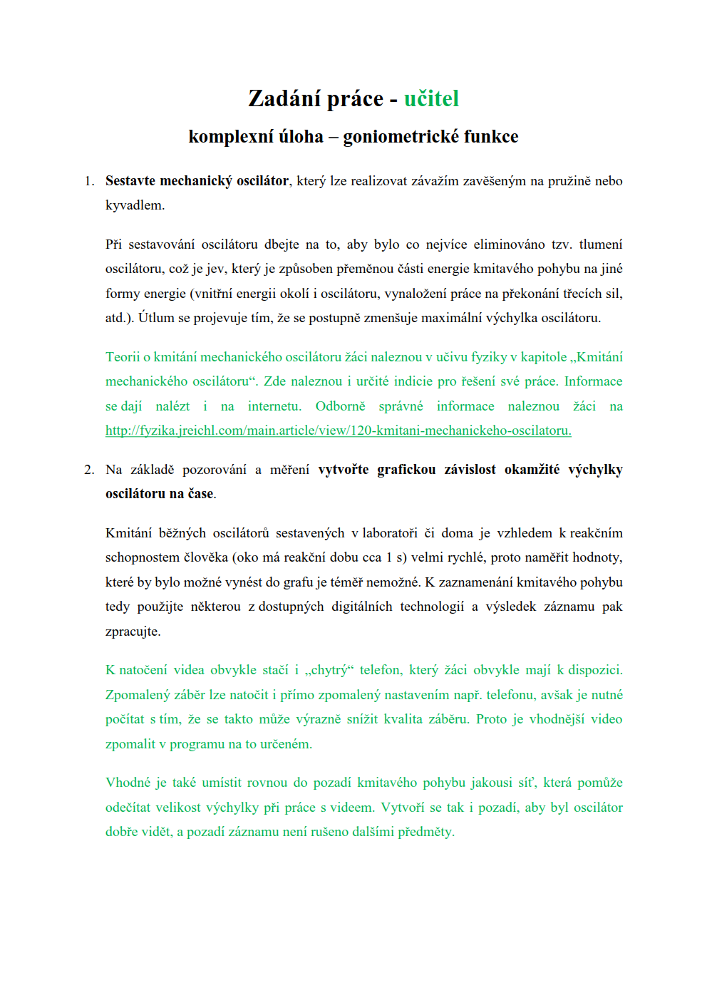 Zadání práce - učitel
komplexní úloha – goniometrické funkce
1. Sestavte mechanický oscilátor, který lze realizovat závažím zavěšeným na pružině nebo
kyvadlem.
Při sestavování oscilátoru dbejte na to, aby bylo co nejvíce eliminováno tzv. tlumení
oscilátoru, což je jev, který je způsoben přeměnou části energie kmitavého pohybu na jiné
formy energie (vnitřní energii okolí i oscilátoru, vynaložení práce na překonání třecích sil,
atd.). Útlum se projevuje tím, že se postupně zmenšuje maximální výchylka oscilátoru.
Teorii o kmitání mechanického oscilátoru žáci naleznou v učivu fyziky v kapitole „Kmitání
mechanického oscilátoru“. Zde naleznou i určité indicie pro řešení své práce. Informace
se dají nalézt i na internetu. Odborně správné informace naleznou žáci na
http://fyzika.jreichl.com/main.article/view/120-kmitani-mechanickeho-oscilatoru.
2. Na základě pozorování a měření vytvořte grafickou závislost okamžité výchylky
oscilátoru na čase.
Kmitání běžných oscilátorů sestavených v laboratoři či doma je vzhledem k reakčním
schopnostem člověka (oko má reakční dobu cca 1 s) velmi rychlé, proto naměřit hodnoty,
které by bylo možné vynést do grafu je téměř nemožné. K zaznamenání kmitavého pohybu
tedy použijte některou z dostupných digitálních technologií a výsledek záznamu pak
zpracujte.
K natočení videa obvykle stačí i „chytrý“ telefon, který žáci obvykle mají k dispozici.
Zpomalený záběr lze natočit i přímo zpomalený nastavením např. telefonu, avšak je nutné
počítat s tím, že se takto může výrazně snížit kvalita záběru. Proto je vhodnější video
zpomalit v programu na to určeném.
Vhodné je také umístit rovnou do pozadí kmitavého pohybu jakousi síť, která pomůže
odečítat velikost výchylky při práce s videem. Vytvoří se tak i pozadí, aby byl oscilátor
dobře vidět, a pozadí záznamu není rušeno dalšími předměty.